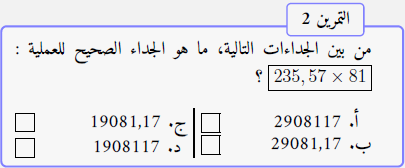 التمرين 2
من بين الجداءات التالية، ما هو الجداء الصحيح للعملية :
235,57 × 81 ؟
أ. 2908117
ج. 19081,17
ب. 29081,17
د. 1908117